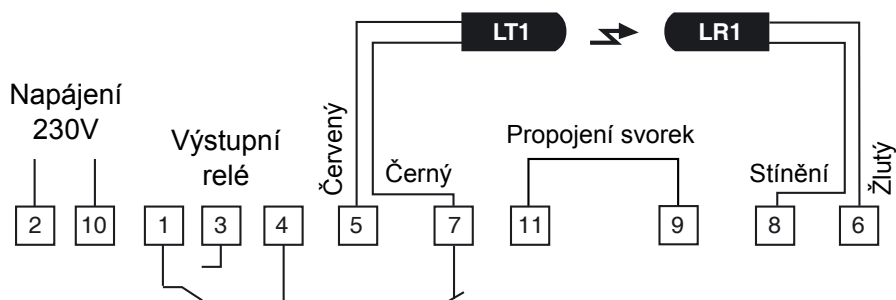 LT1
LR1
Napájení
230V
Výstupní
relé
Červený
Černý
Propojení svorek
Stínění
Žlutý
2
10
1
3
4
5
7
11
9
8
6